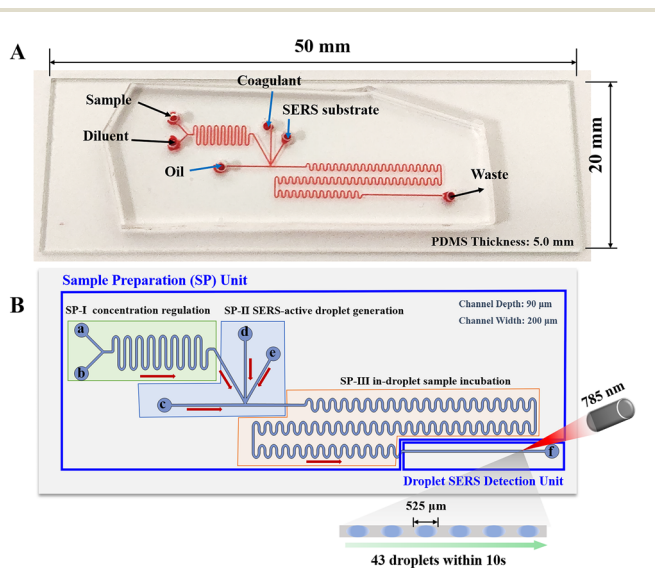 A
50 mm
Coagulant
Sample
SERS substrate
Diluent
Oil
Waste
20 mm
PDMS Thickness: 5.0 mm
B
Sample Preparation (SP) Unit
SP-I concentration regulation
SP-II SERS-active droplet generation
Channel Depth: 90 μm
Channel Width: 200 μm
a
b
c
d
e
SP-III in-droplet sample incubation
785 nm
f
Droplet SERS Detection Unit
525 μm
43 droplets within 10s